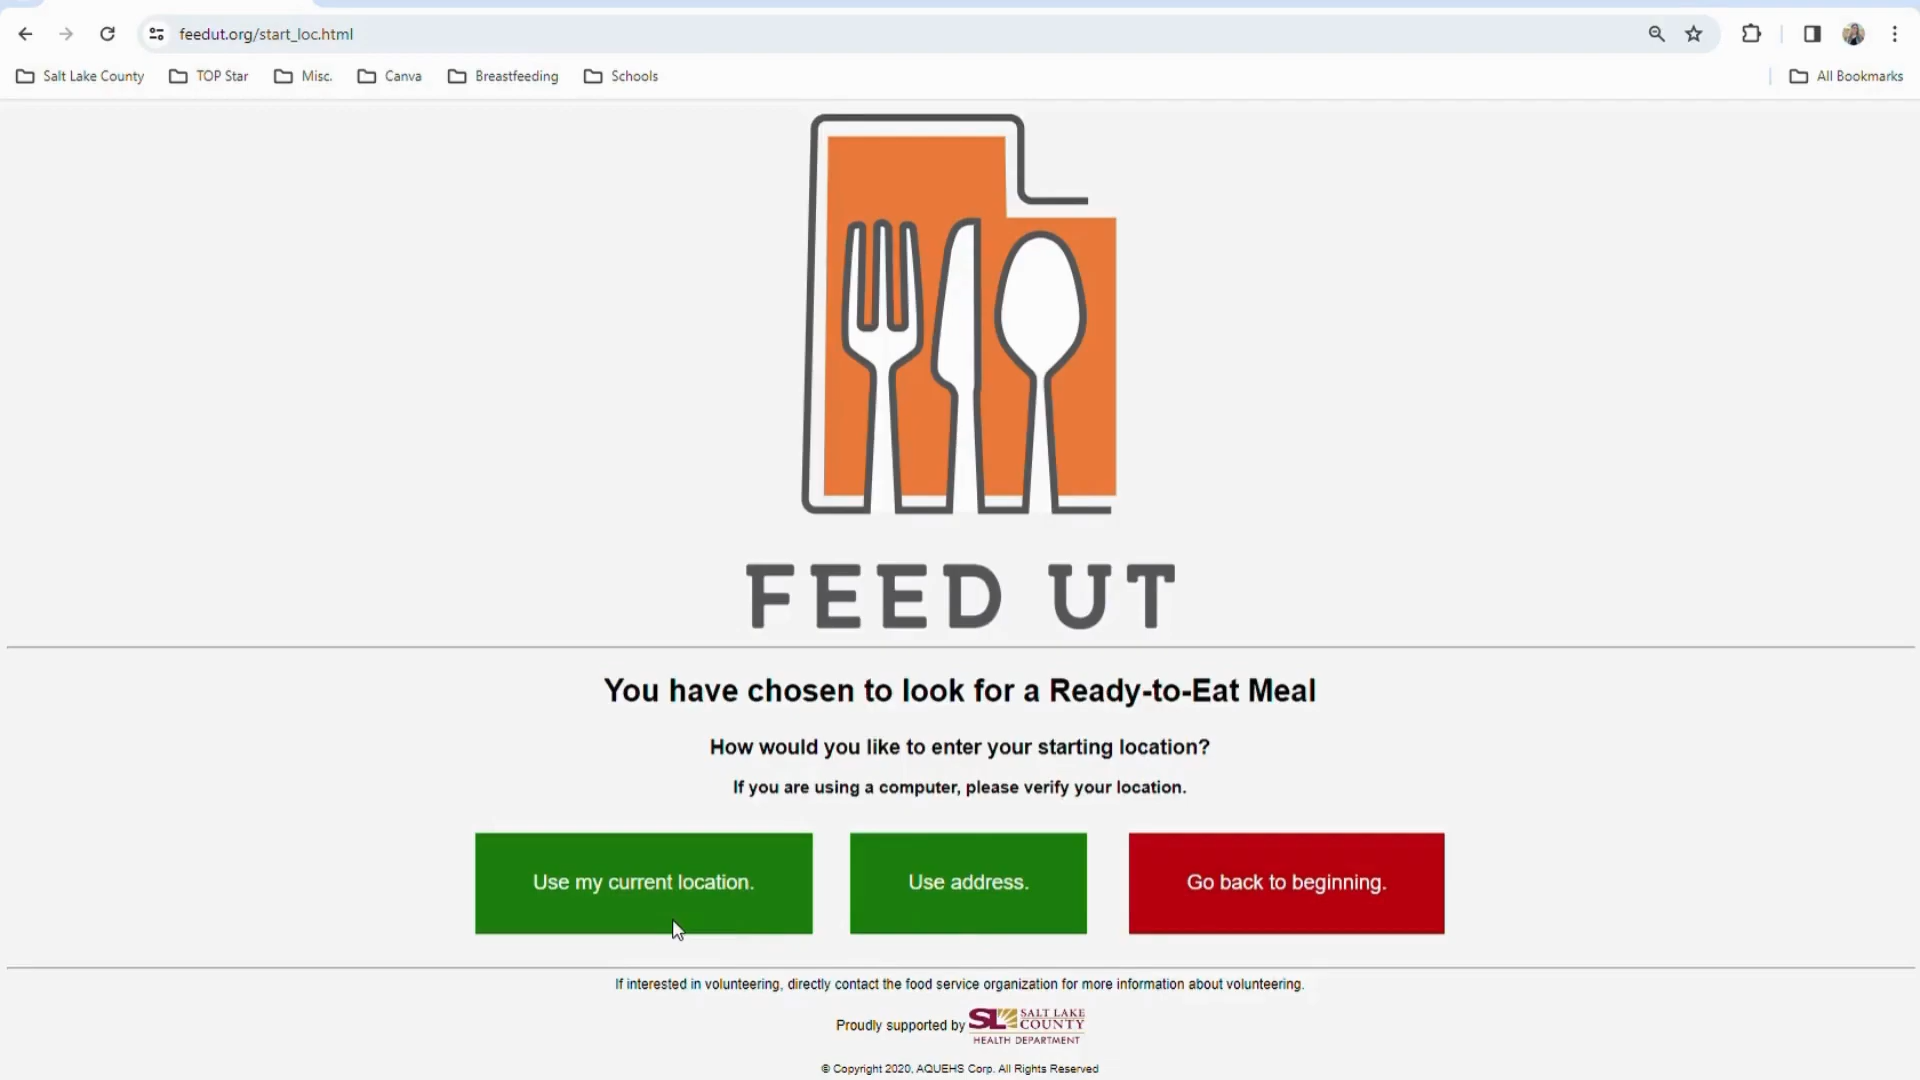 feedut.org/start_loc.html
Salt Lake County TOP Star Misc. Canva Breastfeeding Schools All Bookmarks
FEED UT
You have chosen to look for a Ready-to-Eat Meal
How would you like to enter your starting location?
If you are using a computer, please verify your location.
Use my current location. Use address. Go back to beginning.
If interested in volunteering, directly contact the food service organization for more information about volunteering.
Proudly supported by SL SALT LAKE
COUNTY
HEALTH DEPARTMENT
© Copyright 2020, AQUEHS Corp. All Rights Reserved